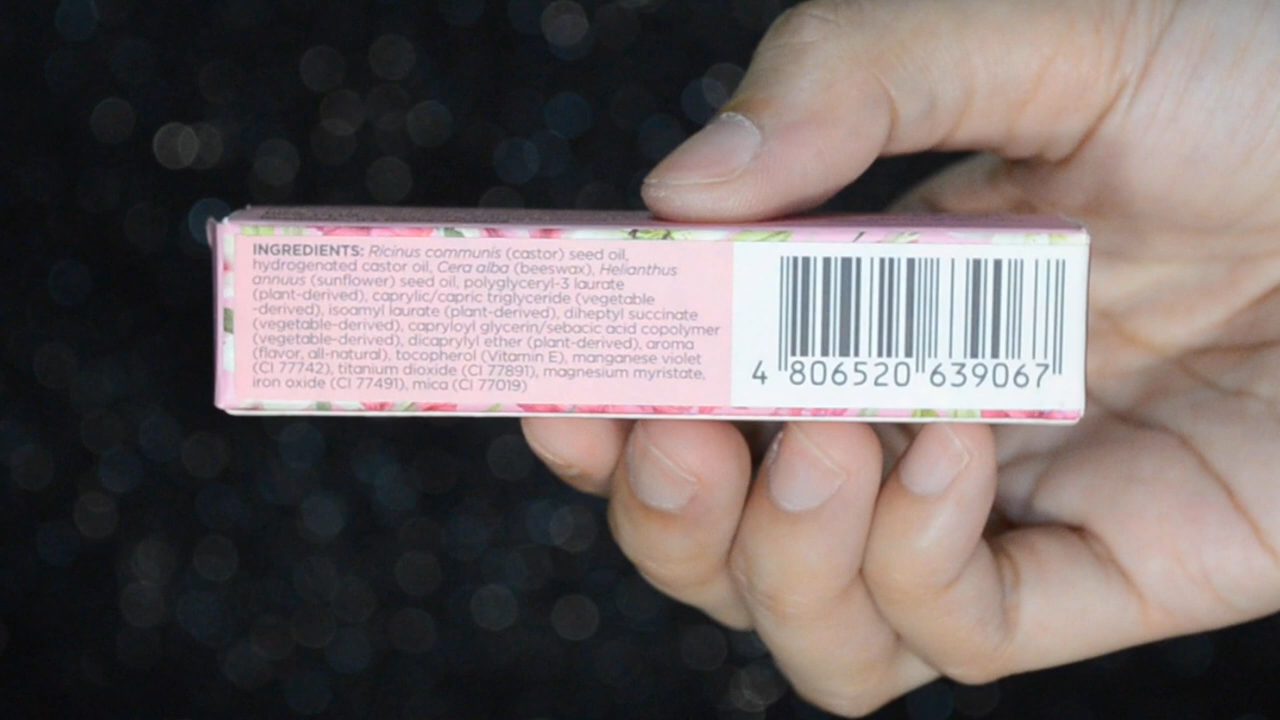 INGREDIENTS: Ricinus communis (castor) seed oil,
hydrogenated castor oil, Cera alba (beeswax), Helianthus
annuus (sunflower) seed oil, polyglyceryl-3 laurate
(plant-derived), caprylic/capric triglyceride (vegetable
-derived), isoamyl laurate (plant-derived), diheptyl succinate
(vegetable-derived), capryloyl glycerin/sebacic acid copolymer
(vegetable-derived), dicaprylyl ether (plant-derived), aroma
(flavor, all-natural), tocopherol (Vitamin E), manganese violet
(CI 77742), titanium dioxide (CI 77891), magnesium myristate,
iron oxide (CI 77491), mica (CI 77019)
4 806520 639067